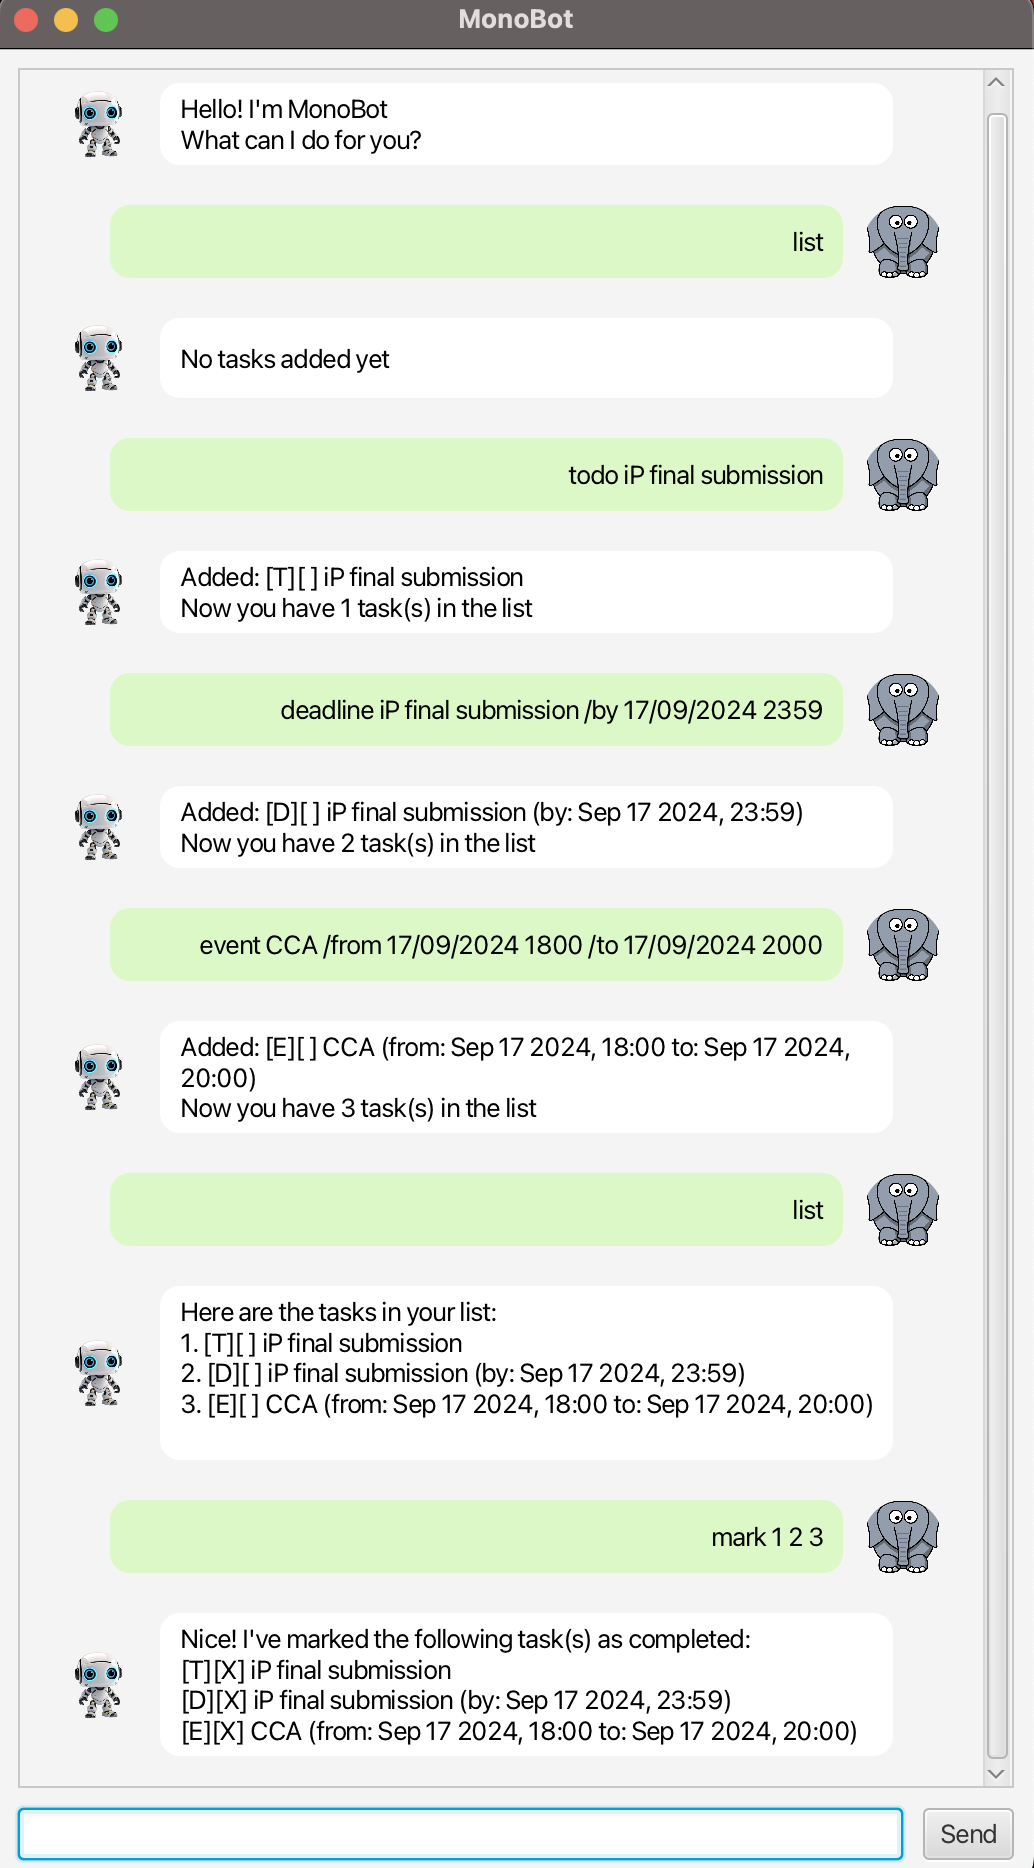 MonoBot
Hello! I'm MonoBot
What can I do for you?
list
No tasks added yet
todo iP final submission
Added: [T][ ] iP final submission
Now you have 1 task(s) in the list
deadline iP final submission /by 17/09/2024 2359
Added: [D][ ] iP final submission (by: Sep 17 2024, 23:59)
Now you have 2 task(s) in the list
event CCA /from 17/09/2024 1800 /to 17/09/2024 2000
Added: [E][ ] CCA (from: Sep 17 2024, 18:00 to: Sep 17 2024,
20:00)
Now you have 3 task(s) in the list
list
Here are the tasks in your list:
1. [T][ ] iP final submission
2. [D][ ] iP final submission (by: Sep 17 2024, 23:59)
3. [E][ ] CCA (from: Sep 17 2024, 18:00 to: Sep 17 2024, 20:00)
mark 1 2 3
Nice! I've marked the following task(s) as completed:
[T][X] iP final submission
[D][X] iP final submission (by: Sep 17 2024, 23:59)
[E][X] CCA (from: Sep 17 2024, 18:00 to: Sep 17 2024, 20:00)
Send